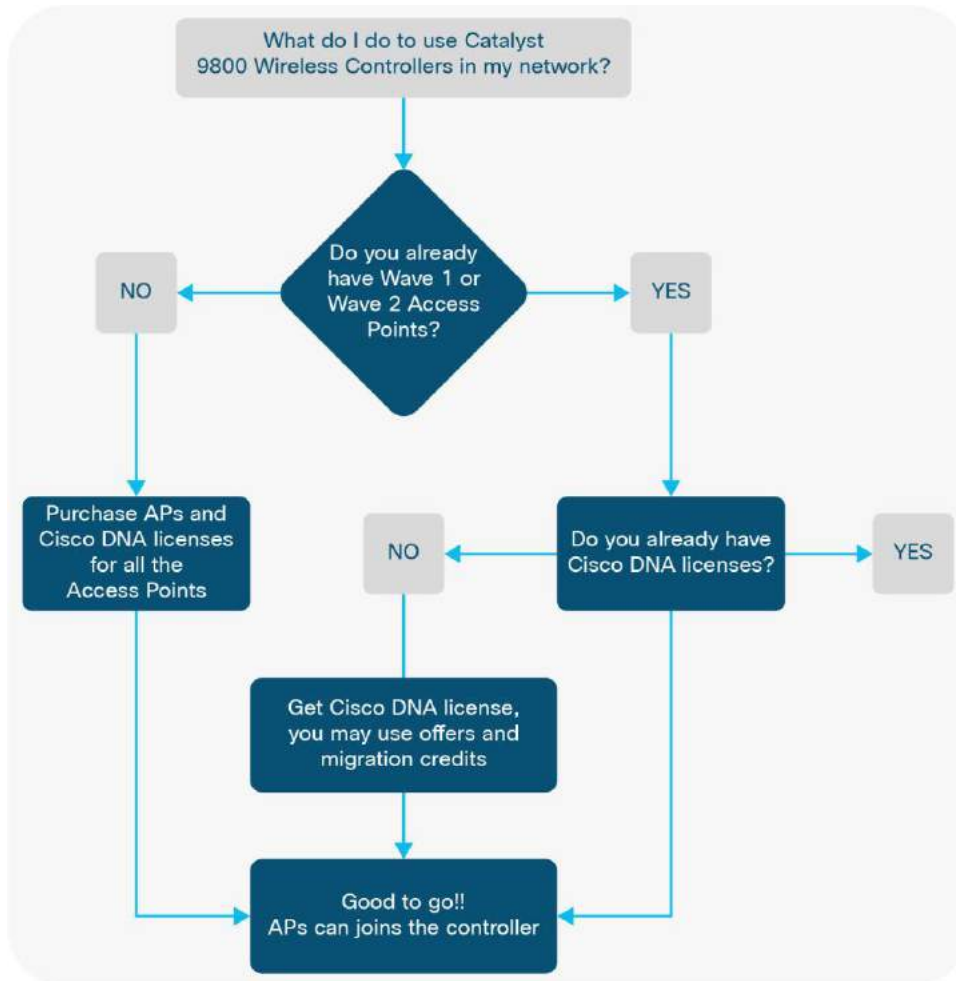 What do I do to use Catalyst
9800 Wireless Controllers in my network?
Do you already
have Wave 1 or
Wave 2 Access
Points?
NO
YES
Purchase APs and
Cisco DNA licenses
for all the
Access Points
NO
Do you already have
Cisco DNA licenses?
YES
Get Cisco DNA license,
you may use offers and
migration credits
Good to go!!
APs can joins the controller